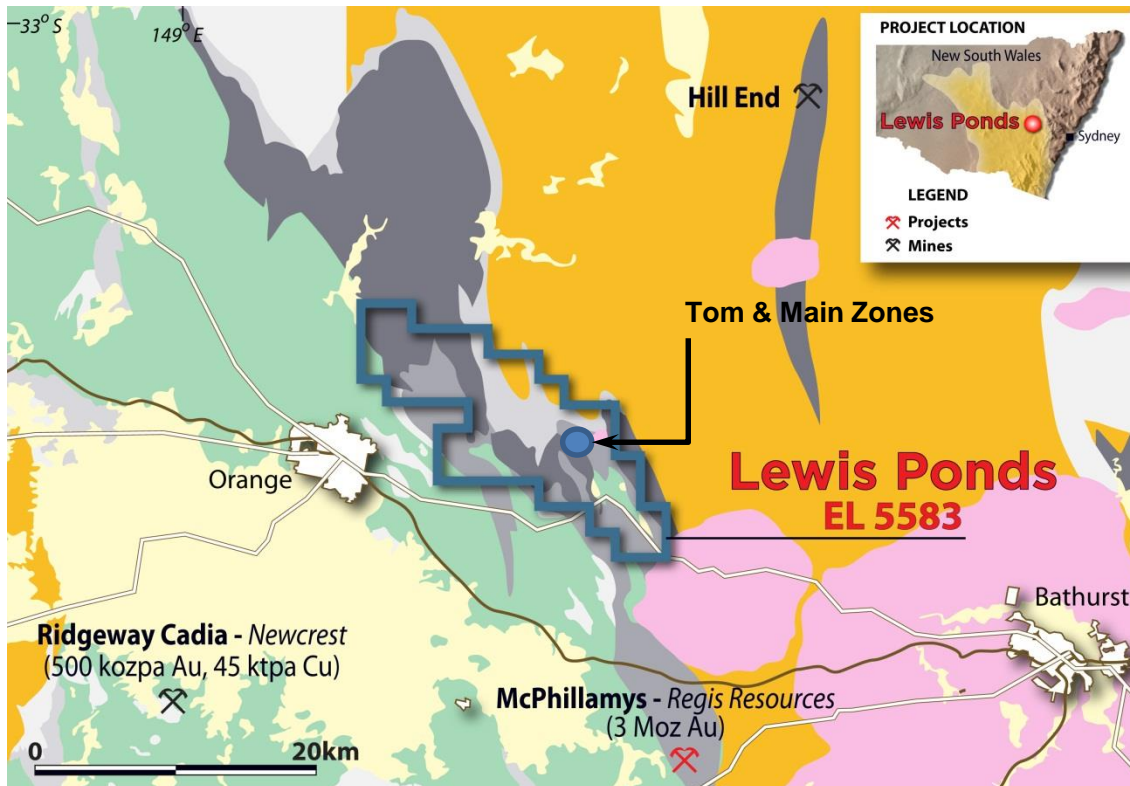 33° S
149° E
PROJECT LOCATION
New South Wales
Lewis Ponds
Sydney
LEGEND
Projects
Mines
Hill End
Tom & Main Zones
Orange
Lewis Ponds
EL 5583
Bathurst
Ridgeway Cadia - Newcrest
(500 kozpa Au, 45 ktpa Cu)
McPhillamys - Regis Resources
(3 Moz Au)
0 20km